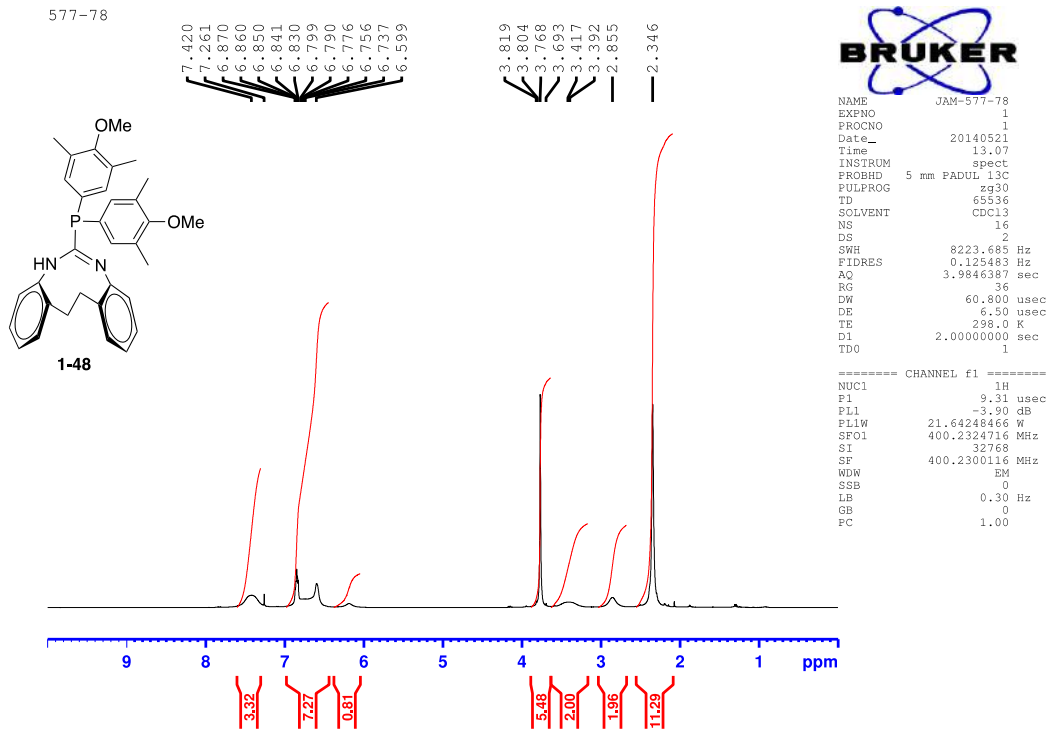 577-78
7.420
7.261
6.870
6.860
6.850
6.841
6.830
6.799
6.790
6.776
6.756
6.737
6.599
3.819
3.804
3.768
3.693
3.417
3.392
2.855
2.346
BRUKER
NAME JAM-577-78
EXPNO 1
PROCNO 1
Date_ 20140521
Time 13.07
INSTRUM spect
PROBHD 5 mm PADUL 13C
PULPROG zg30
TD 65536
SOLVENT CDCl3
NS 16
DS 2
SWH 8223.685 Hz
FIDRES 0.125483 Hz
AQ 3.9846387 sec
RG 36
DW 60.800 usec
DE 6.50 usec
TE 298.0 K
D1 2.00000000 sec
TD0 1
======== CHANNEL f1 ========
NUC1 1H
P1 9.31 usec
PL1 -3.90 dB
PL1W 21.64248466 W
SFO1 400.2324716 MHz
SI 32768
SF 400.2300116 MHz
WDW EM
SSB 0
LB 0.30 Hz
GB 0
PC 1.00
OMe
P
OMe
HN
N
1-48
9 8 7 6 5 4 3 2 1 ppm
3.32
7.27
0.81
5.48
2.00
1.96
11.29